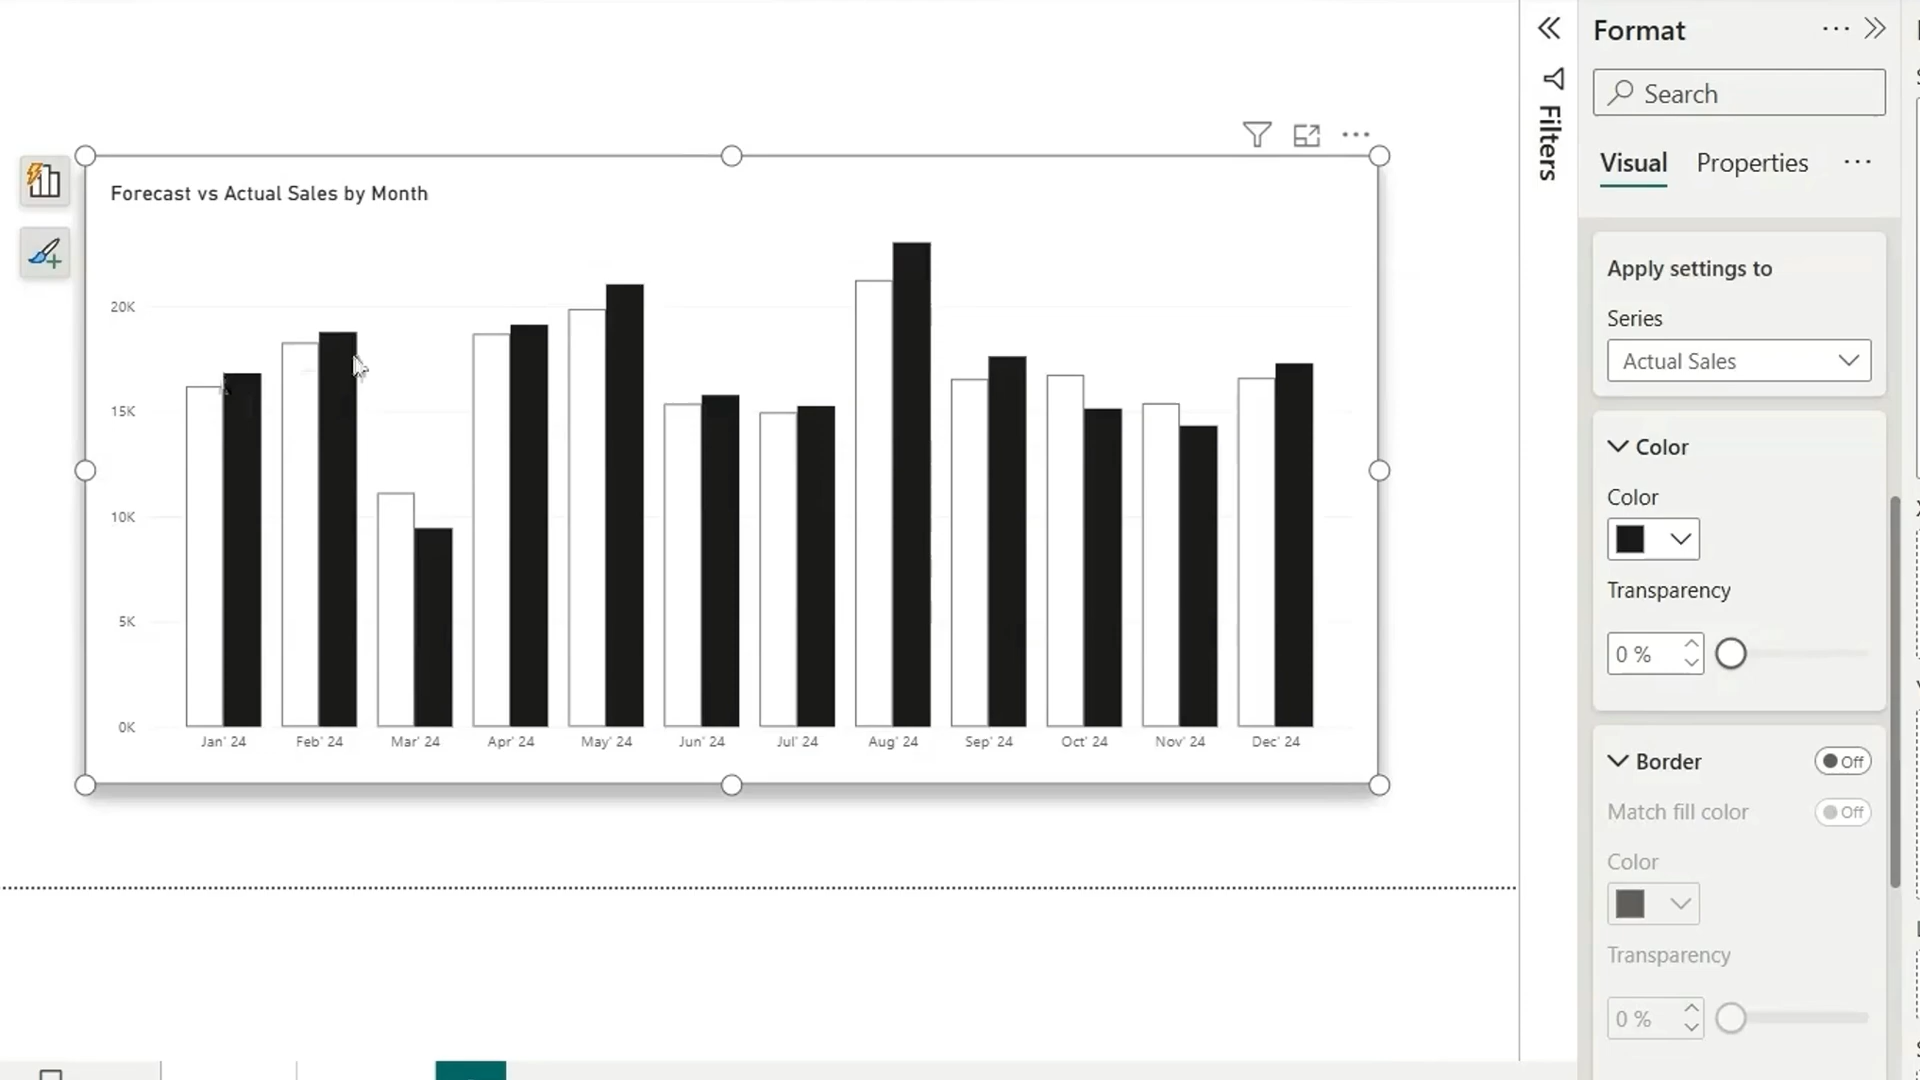 Forecast vs Actual Sales by Month
20K
15K
10K
5K
0K
Jan' 24
Feb' 24
Mar' 24
Apr' 24
May' 24
Jun' 24
Jul' 24
Aug' 24
Sep' 24
Oct' 24
Nov' 24
Dec' 24
Filters
Format
Search
Visual
Properties
Apply settings to
Series
Actual Sales
Color
Color
Transparency
0 %
Border
Off
Match fill color
Off
Color
Transparency
0 %